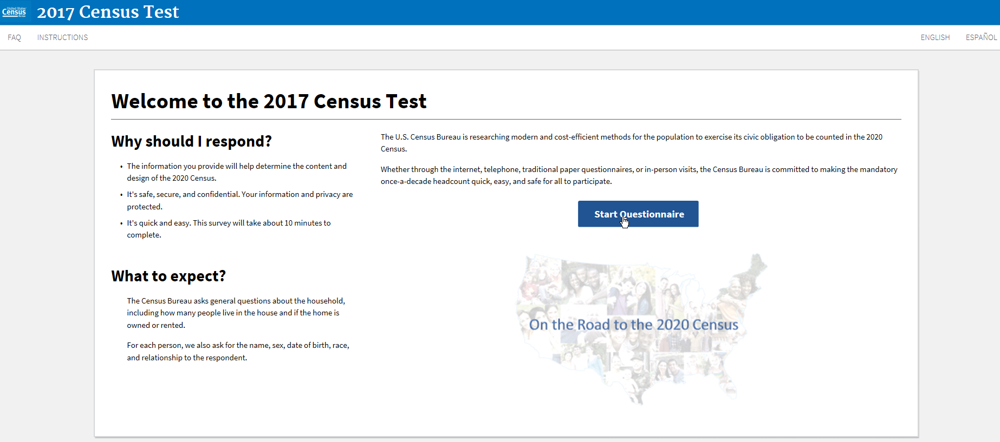 United States
Census
Bureau
2017 Census Test
FAQ
INSTRUCTIONS
ENGLISH
ESPAÑOL
Welcome to the 2017 Census Test
Why should I respond?
• The information you provide will help determine the content and
design of the 2020 Census.
• It's safe, secure, and confidential. Your information and privacy are
protected.
• It's quick and easy. This survey will take about 10 minutes to
complete.
What to expect?
The Census Bureau asks general questions about the household,
including how many people live in the house and if the home is
owned or rented.
For each person, we also ask for the name, sex, date of birth, race,
and relationship to the respondent.
The U.S. Census Bureau is researching modern and cost-efficient methods for the population to exercise its civic obligation to be counted in the 2020
Census.
Whether through the internet, telephone, traditional paper questionnaires, or in-person visits, the Census Bureau is committed to making the mandatory
once-a-decade headcount quick, easy, and safe for all to participate.
Start Questionnaire
On the Road to the 2020 Census